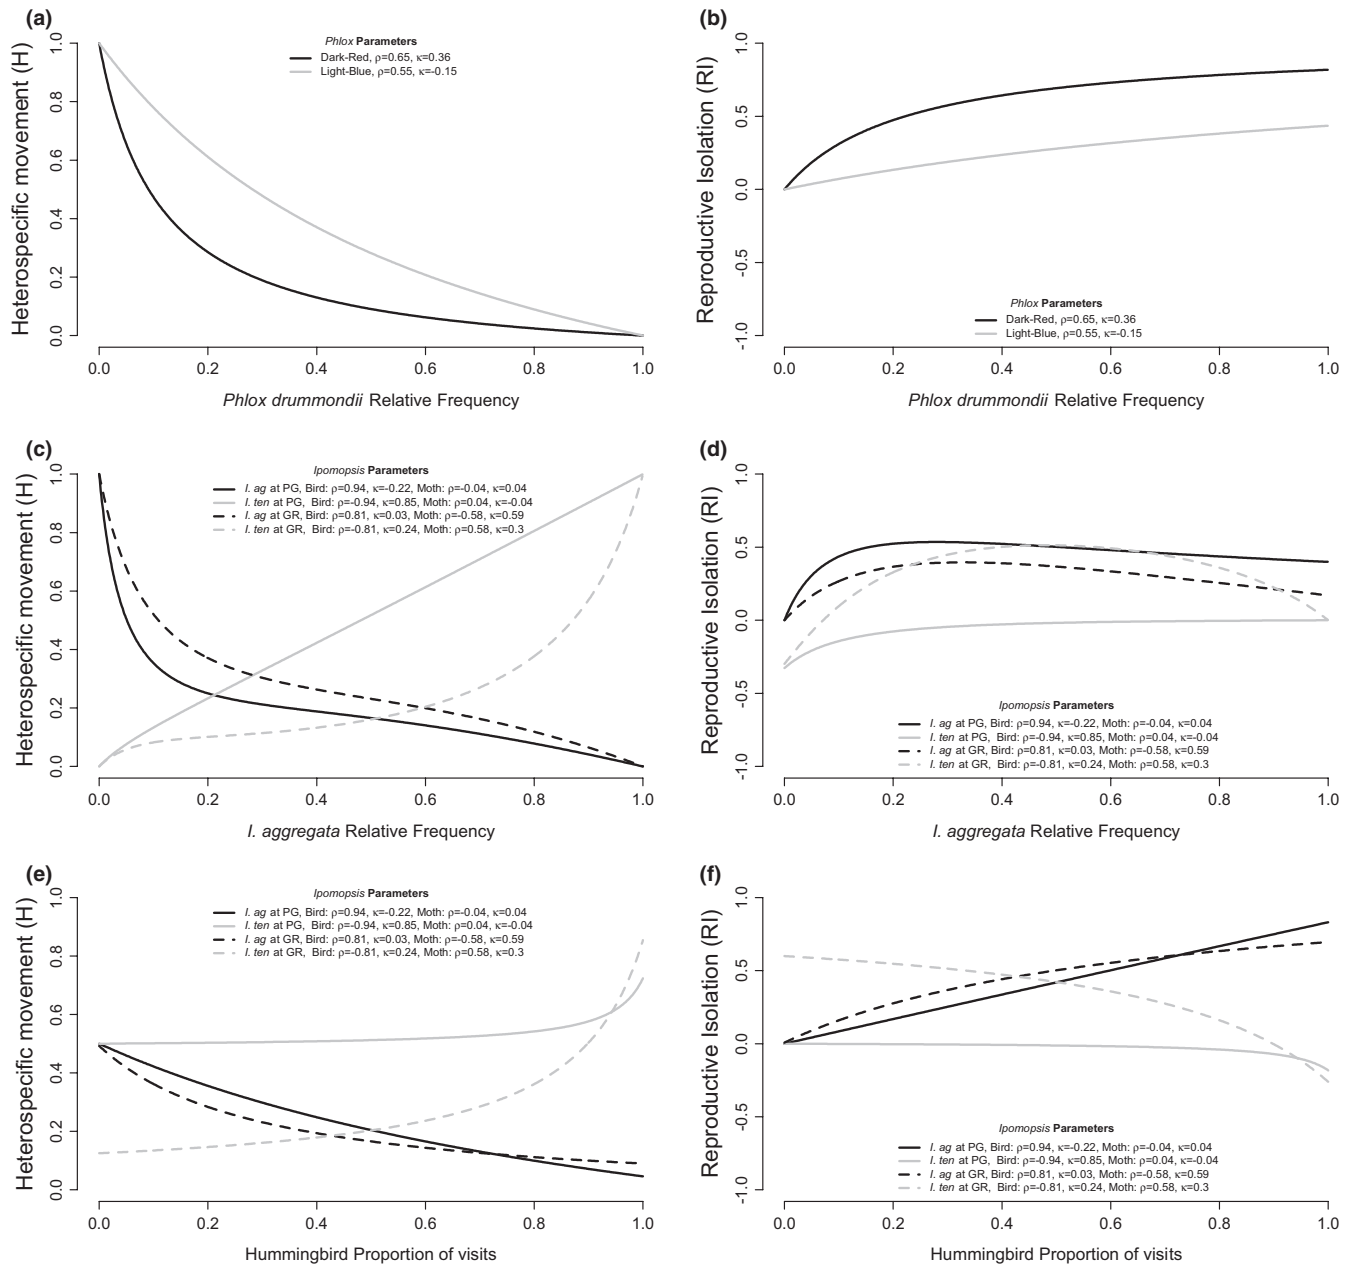 (a)
Heterospecific movement (H)
1.0
0.8
0.6
0.4
0.2
0.0
Phlox Parameters
Dark-Red, ρ=0.65, κ=0.36
Light-Blue, ρ=0.55, κ=-0.15
0.0 0.2 0.4 0.6 0.8 1.0
Phlox drummondii Relative Frequency
(b)
Reproductive Isolation (RI)
1.0
0.5
0.0
-0.5
-1.0
Phlox Parameters
Dark-Red, ρ=0.65, κ=0.36
Light-Blue, ρ=0.55, κ=-0.15
0.0 0.2 0.4 0.6 0.8 1.0
Phlox drummondii Relative Frequency
(c)
Heterospecific movement (H)
1.0
0.8
0.6
0.4
0.2
0.0
Ipomopsis Parameters
I. ag at PG, Bird: ρ=0.94, κ=-0.22, Moth: ρ=-0.04, κ=0.04
I. ten at PG, Bird: ρ=-0.94, κ=0.85, Moth: ρ=0.04, κ=-0.04
I. ag at GR, Bird: ρ=0.81, κ=0.03, Moth: ρ=-0.58, κ=0.59
I. ten at GR, Bird: ρ=-0.81, κ=0.24, Moth: ρ=0.58, κ=0.3
0.0 0.2 0.4 0.6 0.8 1.0
I. aggregata Relative Frequency
(d)
Reproductive Isolation (RI)
1.0
0.5
0.0
-0.5
-1.0
Ipomopsis Parameters
I. ag at PG, Bird: ρ=0.94, κ=-0.22, Moth: ρ=-0.04, κ=0.04
I. ten at PG, Bird: ρ=-0.94, κ=0.85, Moth: ρ=0.04, κ=-0.04
I. ag at GR, Bird: ρ=0.81, κ=0.03, Moth: ρ=-0.58, κ=0.59
I. ten at GR, Bird: ρ=-0.81, κ=0.24, Moth: ρ=0.58, κ=0.3
0.0 0.2 0.4 0.6 0.8 1.0
I. aggregata Relative Frequency
(e)
Heterospecific movement (H)
1.0
0.8
0.6
0.4
0.2
0.0
Ipomopsis Parameters
I. ag at PG, Bird: ρ=0.94, κ=-0.22, Moth: ρ=-0.04, κ=0.04
I. ten at PG, Bird: ρ=-0.94, κ=0.85, Moth: ρ=0.04, κ=-0.04
I. ag at GR, Bird: ρ=0.81, κ=0.03, Moth: ρ=-0.58, κ=0.59
I. ten at GR, Bird: ρ=-0.81, κ=0.24, Moth: ρ=0.58, κ=0.3
0.0 0.2 0.4 0.6 0.8 1.0
Hummingbird Proportion of visits
(f)
Reproductive Isolation (RI)
1.0
0.5
0.0
-0.5
-1.0
Ipomopsis Parameters
I. ag at PG, Bird: ρ=0.94, κ=-0.22, Moth: ρ=-0.04, κ=0.04
I. ten at PG, Bird: ρ=-0.94, κ=0.85, Moth: ρ=0.04, κ=-0.04
I. ag at GR, Bird: ρ=0.81, κ=0.03, Moth: ρ=-0.58, κ=0.59
I. ten at GR, Bird: ρ=-0.81, κ=0.24, Moth: ρ=0.58, κ=0.3
0.0 0.2 0.4 0.6 0.8 1.0
Hummingbird Proportion of visits